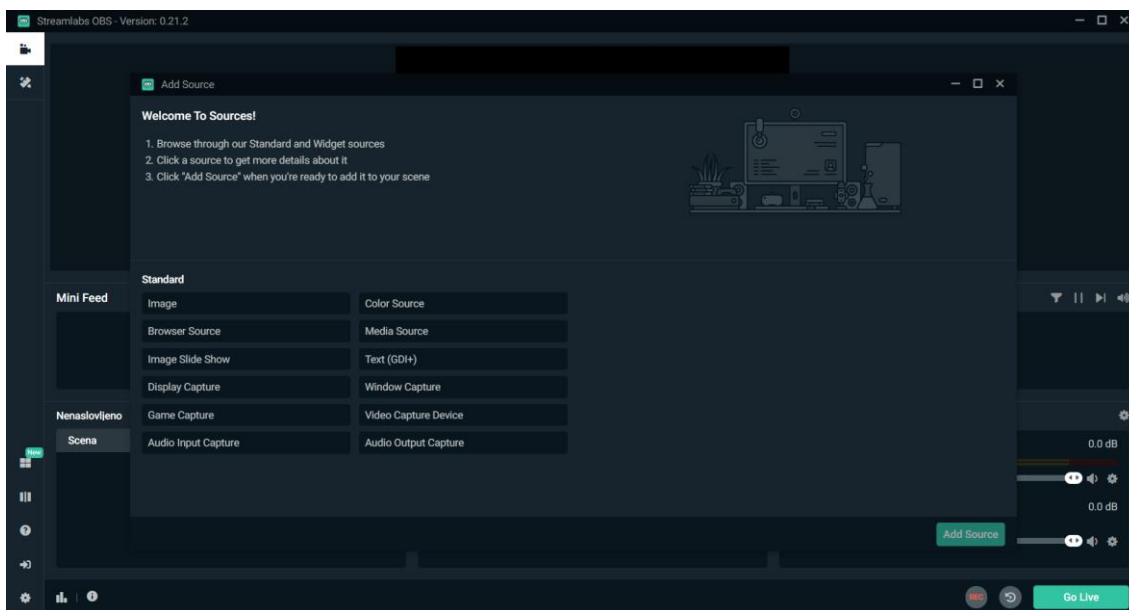 Streamlabs OBS - Version: 0.21.2
Add Source
Welcome To Sources!
1. Browse through our Standard and Widget sources
2. Click a source to get more details about it
3. Click "Add Source" when you're ready to add it to your scene
Standard
Image
Color Source
Browser Source
Media Source
Image Slide Show
Text (GDI+)
Display Capture
Window Capture
Game Capture
Video Capture Device
Audio Input Capture
Audio Output Capture
Add Source
Mini Feed
Nenaslovljeno
Scena
New
0.0 dB
0.0 dB
REC
Go Live